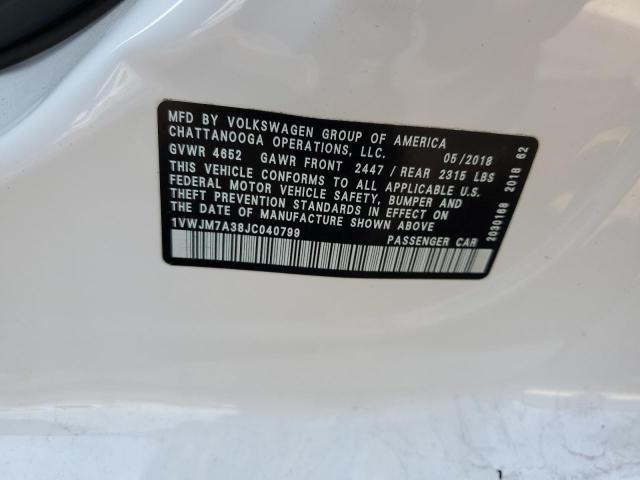 MFD BY VOLKSWAGEN GROUP OF AMERICA
CHATTANOOGA OPERATIONS, LLC. 05/2018
GVWR 4652 GAWR FRONT 2447 / REAR 2315 LBS
THIS VEHICLE CONFORMS TO ALL APPLICABLE U.S.
FEDERAL MOTOR VEHICLE SAFETY, BUMPER AND
THEFT PREVENTION STANDARDS IN EFFECT ON
THE DATE OF MANUFACTURE SHOWN ABOVE
1VWJM7A38JC040799 PASSENGER CAR
2030168 2018 62